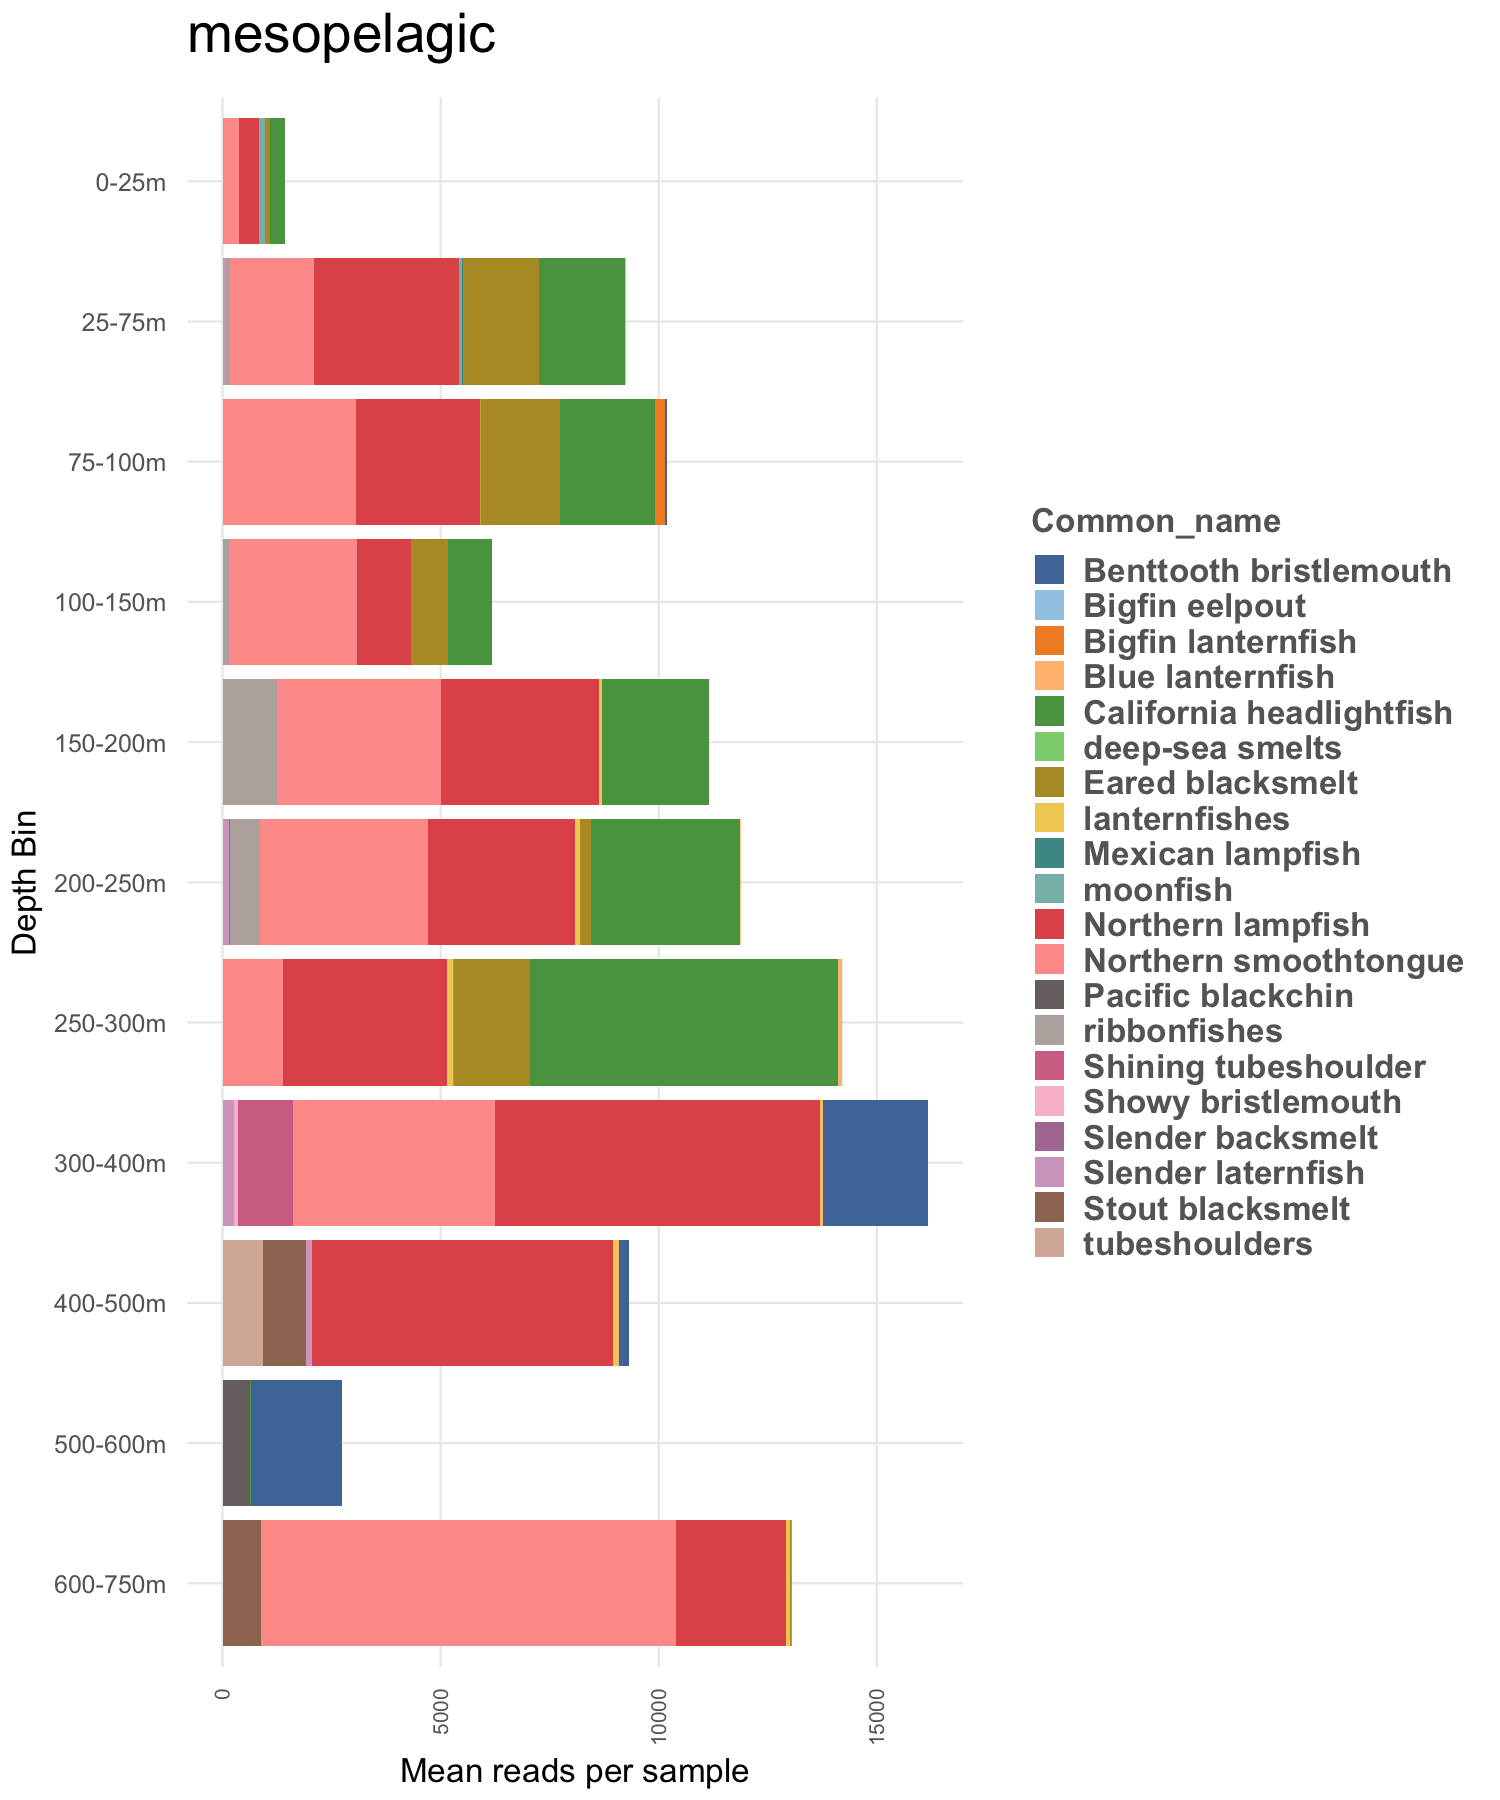 mesopelagic
0-25m
25-75m
75-100m
100-150m
150-200m
200-250m
250-300m
300-400m
400-500m
500-600m
600-750m
Depth Bin
0
5000
10000
15000
Mean reads per sample
Common_name
Benttooth bristlemouth
Bigfin eelpout
Bigfin lanternfish
Blue lanternfish
California headlightfish
deep-sea smelts
Eared blacksmelt
lanternfishes
Mexican lampfish
moonfish
Northern lampfish
Northern smoothtongue
Pacific blackchin
ribbonfishes
Shining tubeshoulder
Showy bristlemouth
Slender backsmelt
Slender laternfish
Stout blacksmelt
tubeshoulders